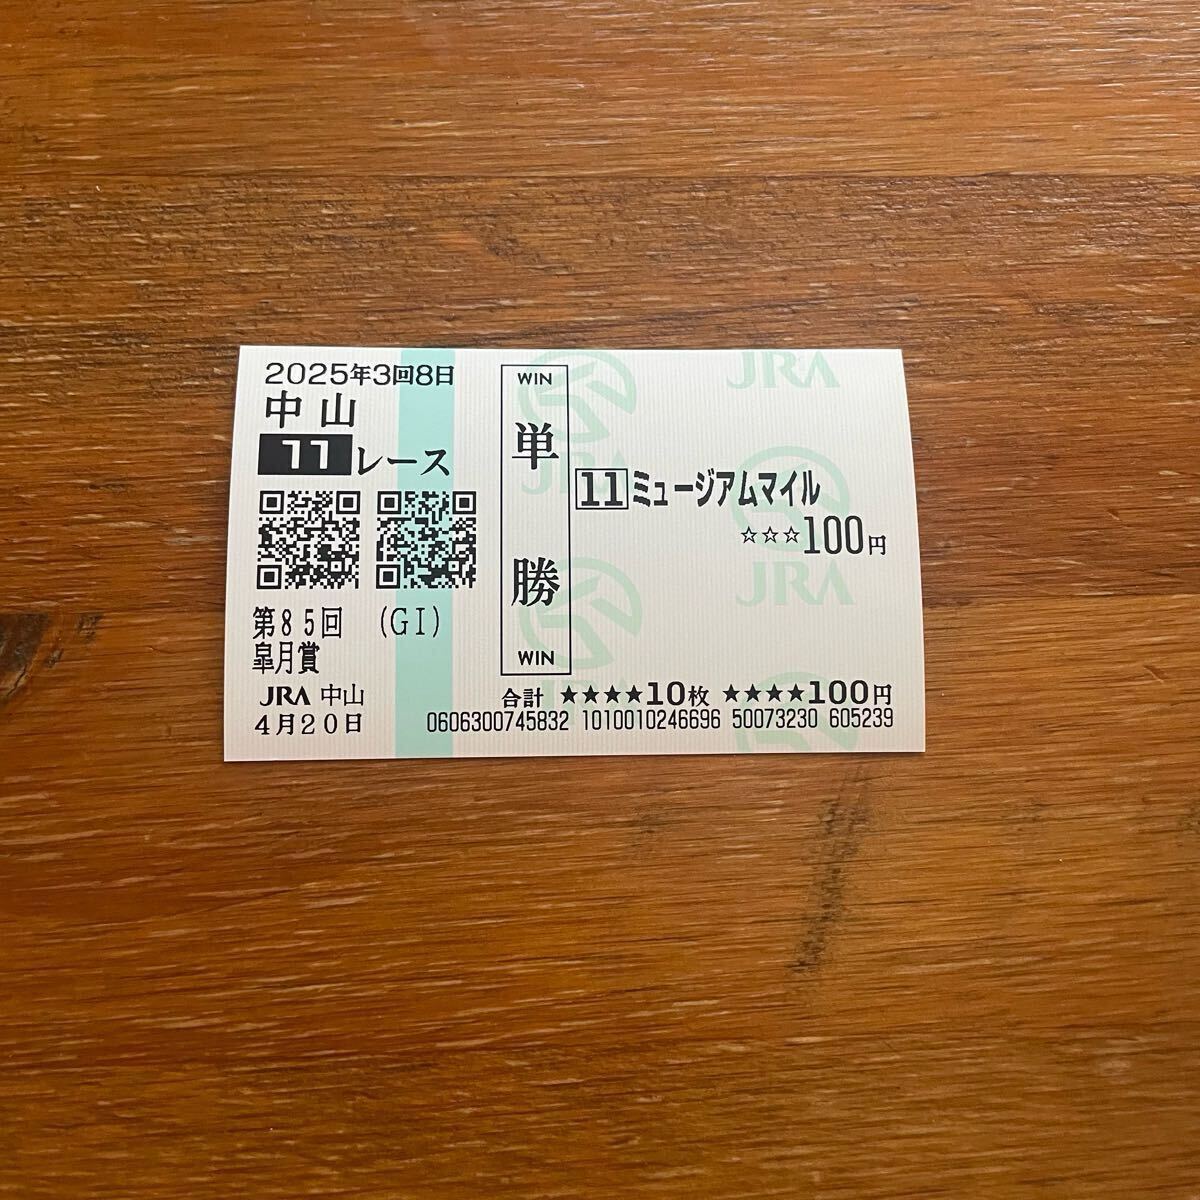 2025年3回8日
中山
11レース
第85回 (GI)
皐月賞
JRA 中山
4月20日
WIN
単勝
WIN
11ミュージアムマイル
☆☆☆100円
合計 ★★★★10枚 ★★★★100円
0606300745832 1010010246696 50073230 605239
JRA
JRA
JRA